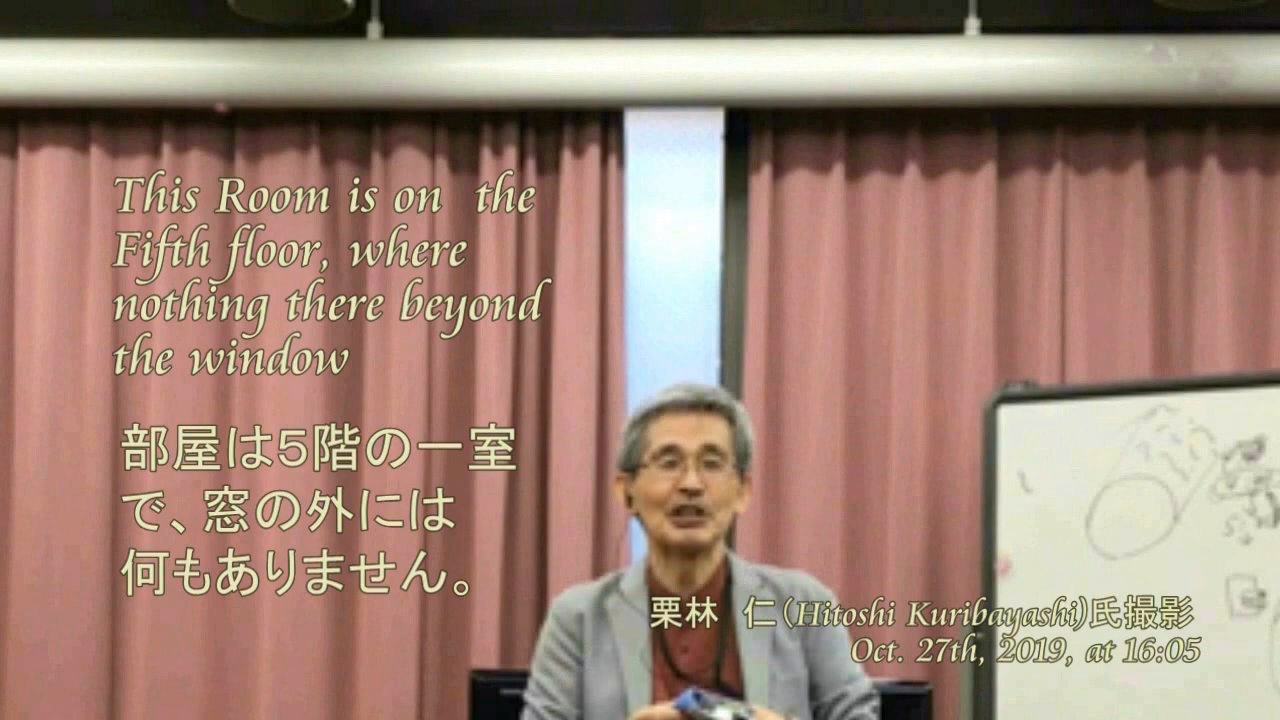 This Room is on the
Fifth floor, where
nothing there beyond
the window
部屋は５階の一室
で、窓の外には
何もありません。
栗林　仁（Hitoshi Kuribayashi)氏撮影
Oct. 27th, 2019, at 16:05